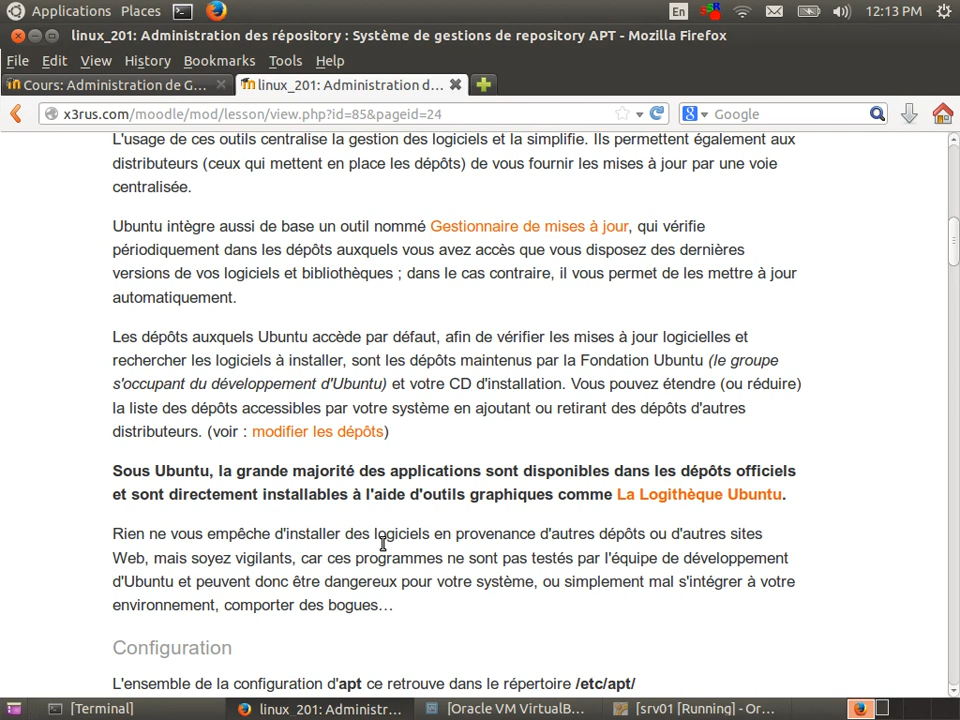 Applications Places En 12:13 PM
linux_201: Administration des répository : Système de gestions de repository APT - Mozilla Firefox
File Edit View History Bookmarks Tools Help
Cours: Administration de G... linux_201: Administration d...
x3rus.com/moodle/mod/lesson/view.php?id=85&pageid=24 Google
L'usage de ces outils centralise la gestion des logiciels et la simplifie. Ils permettent également aux
distributeurs (ceux qui mettent en place les dépôts) de vous fournir les mises à jour par une voie
centralisée.
Ubuntu intègre aussi de base un outil nommé Gestionnaire de mises à jour, qui vérifie
périodiquement dans les dépôts auxquels vous avez accès que vous disposez des dernières
versions de vos logiciels et bibliothèques ; dans le cas contraire, il vous permet de les mettre à jour
automatiquement.
Les dépôts auxquels Ubuntu accède par défaut, afin de vérifier les mises à jour logicielles et
rechercher les logiciels à installer, sont les dépôts maintenus par la Fondation Ubuntu (le groupe
s'occupant du développement d'Ubuntu) et votre CD d'installation. Vous pouvez étendre (ou réduire)
la liste des dépôts accessibles par votre système en ajoutant ou retirant des dépôts d'autres
distributeurs. (voir : modifier les dépôts)
Sous Ubuntu, la grande majorité des applications sont disponibles dans les dépôts officiels
et sont directement installables à l'aide d'outils graphiques comme La Logithèque Ubuntu.
Rien ne vous empêche d'installer des logiciels en provenance d'autres dépôts ou d'autres sites
Web, mais soyez vigilants, car ces programmes ne sont pas testés par l'équipe de développement
d'Ubuntu et peuvent donc être dangereux pour votre système, ou simplement mal s'intégrer à votre
environnement, comporter des bogues…
Configuration
L'ensemble de la configuration d'apt ce retrouve dans le répertoire /etc/apt/
[Terminal] linux_201: Administr... [Oracle VM VirtualB... [srv01 [Running] - Or...